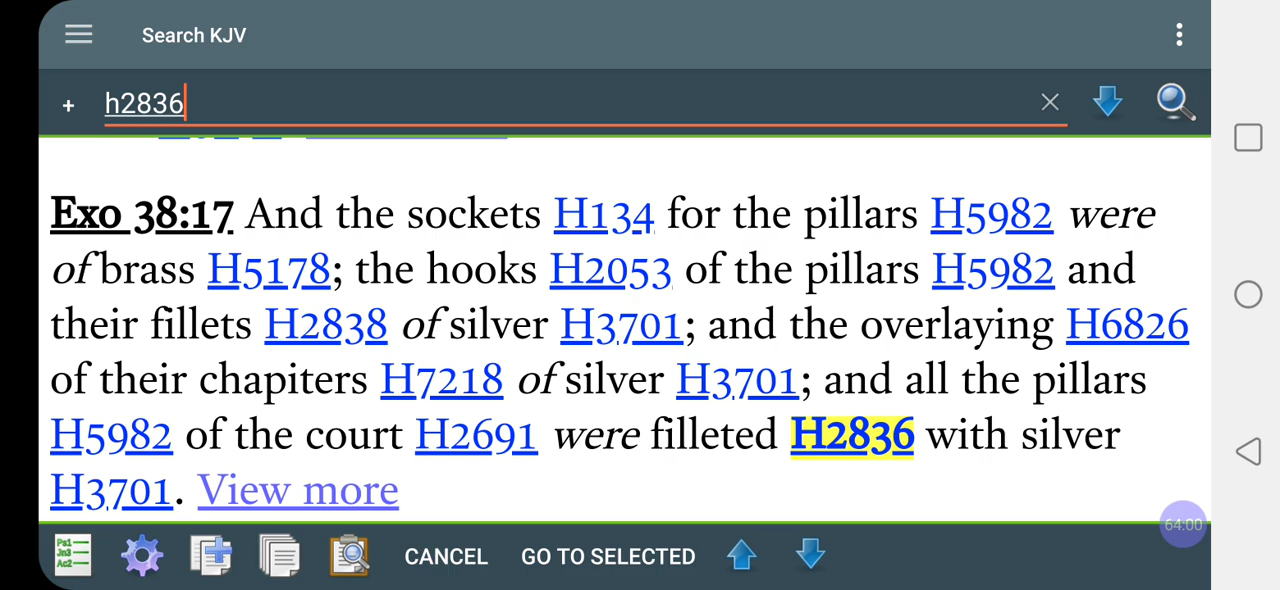 Search KJV
+ h2836
Exo 38:17 And the sockets H134 for the pillars H5982 were
of brass H5178; the hooks H2053 of the pillars H5982 and
their fillets H2838 of silver H3701; and the overlaying H6826
of their chapiters H7218 of silver H3701; and all the pillars
H5982 of the court H2691 were filleted H2836 with silver
H3701. View more
64:00
Ps1
Jn3
Ac2
CANCEL GO TO SELECTED